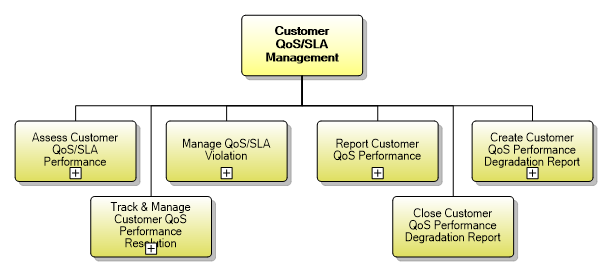 Customer
QoS/SLA
Management
Assess Customer
QoS/SLA
Performance
Manage QoS/SLA
Violation
Report Customer
QoS Performance
Create Customer
QoS Performance
Degradation Report
Track & Manage
Customer QoS
Performance
Resolution
Close Customer
QoS Performance
Degradation Report